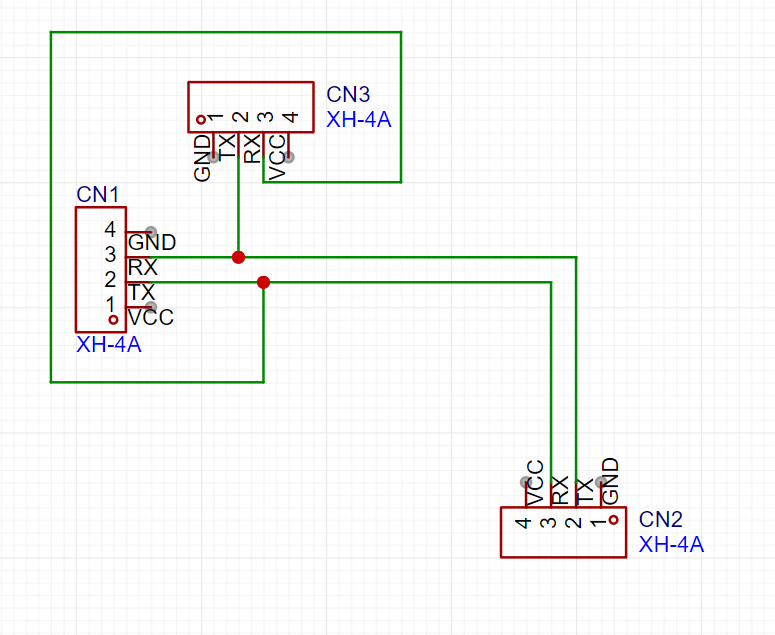 CN3
XH-4A
1 2 3 4
GND TX RX VCC
CN1
4 GND
3 RX
2 TX
1 VCC
XH-4A
VCC RX TX GND
4 3 2 1
CN2
XH-4A